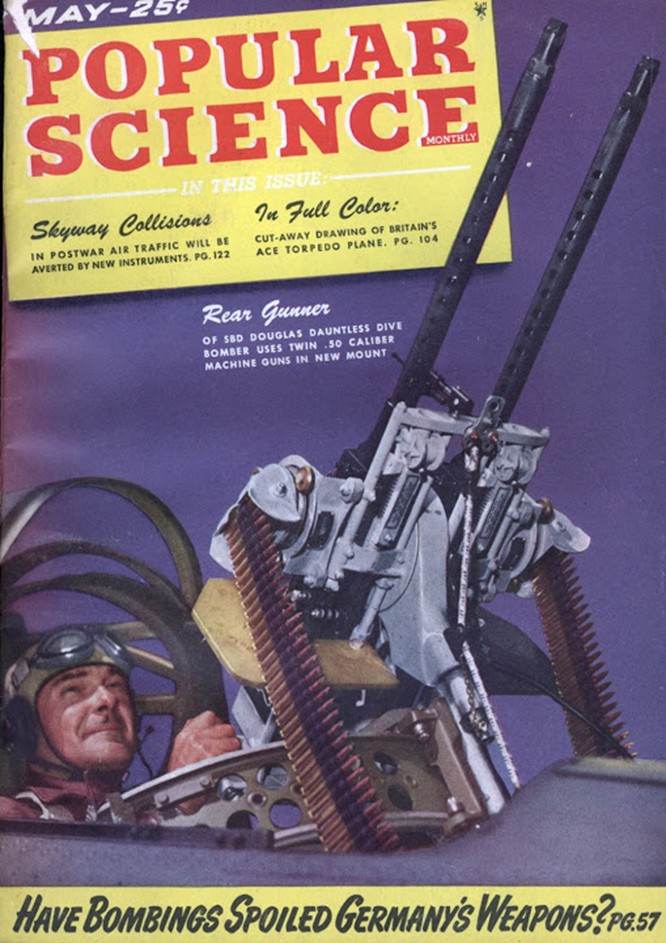 MAY-25¢
POPULAR
SCIENCE
MONTHLY
IN THIS ISSUE:
Skyway Collisions
IN POSTWAR AIR TRAFFIC WILL BE
AVERTED BY NEW INSTRUMENTS. PG. 122
In Full Color:
CUT-AWAY DRAWING OF BRITAIN'S
ACE TORPEDO PLANE. PG. 104
Rear Gunner
OF SBD DOUGLAS DAUNTLESS DIVE
BOMBER USES TWIN .50 CALIBER
MACHINE GUNS IN NEW MOUNT
HAVE BOMBINGS SPOILED GERMANY'S WEAPONS? PG.57